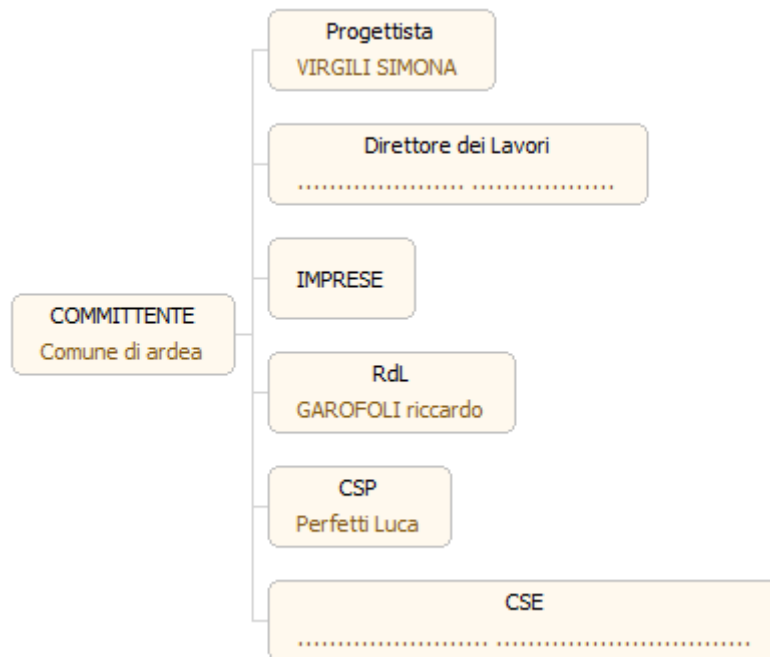 Progettista
VIRGILI SIMONA
Direttore dei Lavori
..................... ..................
IMPRESE
COMMITTENTE
Comune di ardea
RdL
GAROFOLI riccardo
CSP
Perfetti Luca
CSE
........................ ................................